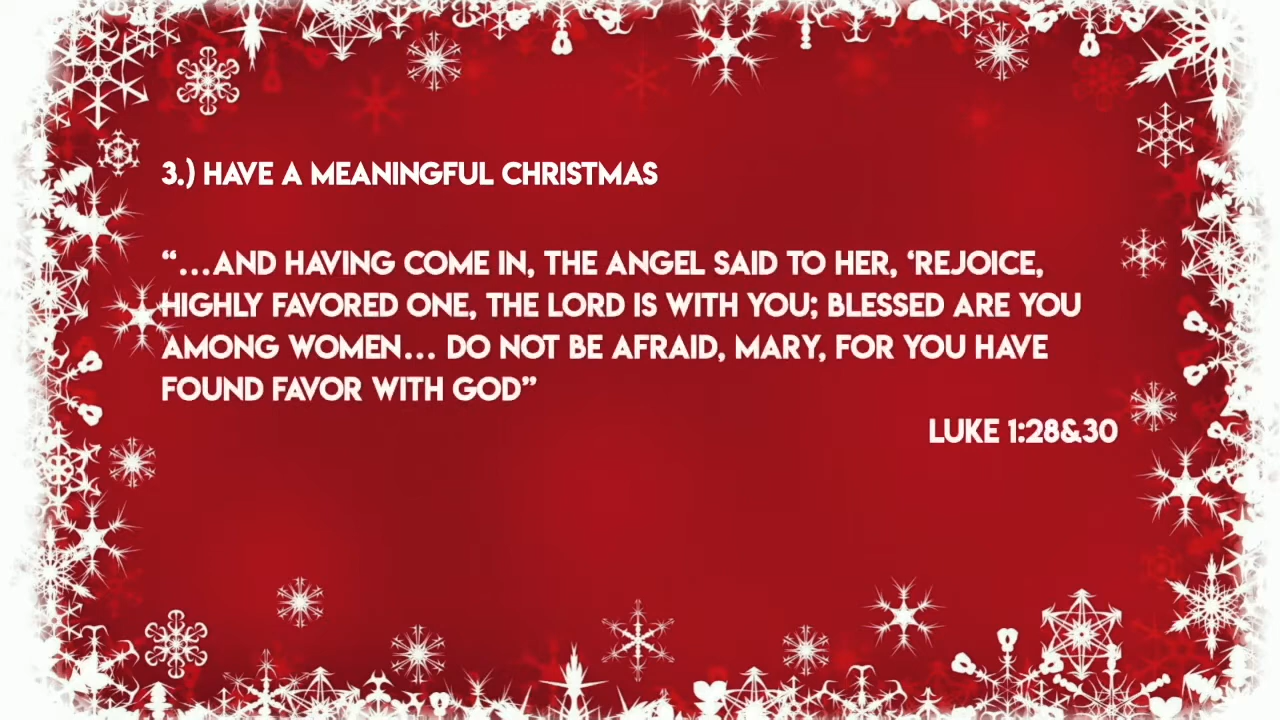 3.) HAVE A MEANINGFUL CHRISTMAS
“...AND HAVING COME IN, THE ANGEL SAID TO HER, ‘REJOICE,
HIGHLY FAVORED ONE, THE LORD IS WITH YOU; BLESSED ARE YOU
AMONG WOMEN... DO NOT BE AFRAID, MARY, FOR YOU HAVE
FOUND FAVOR WITH GOD”
LUKE 1:28&30